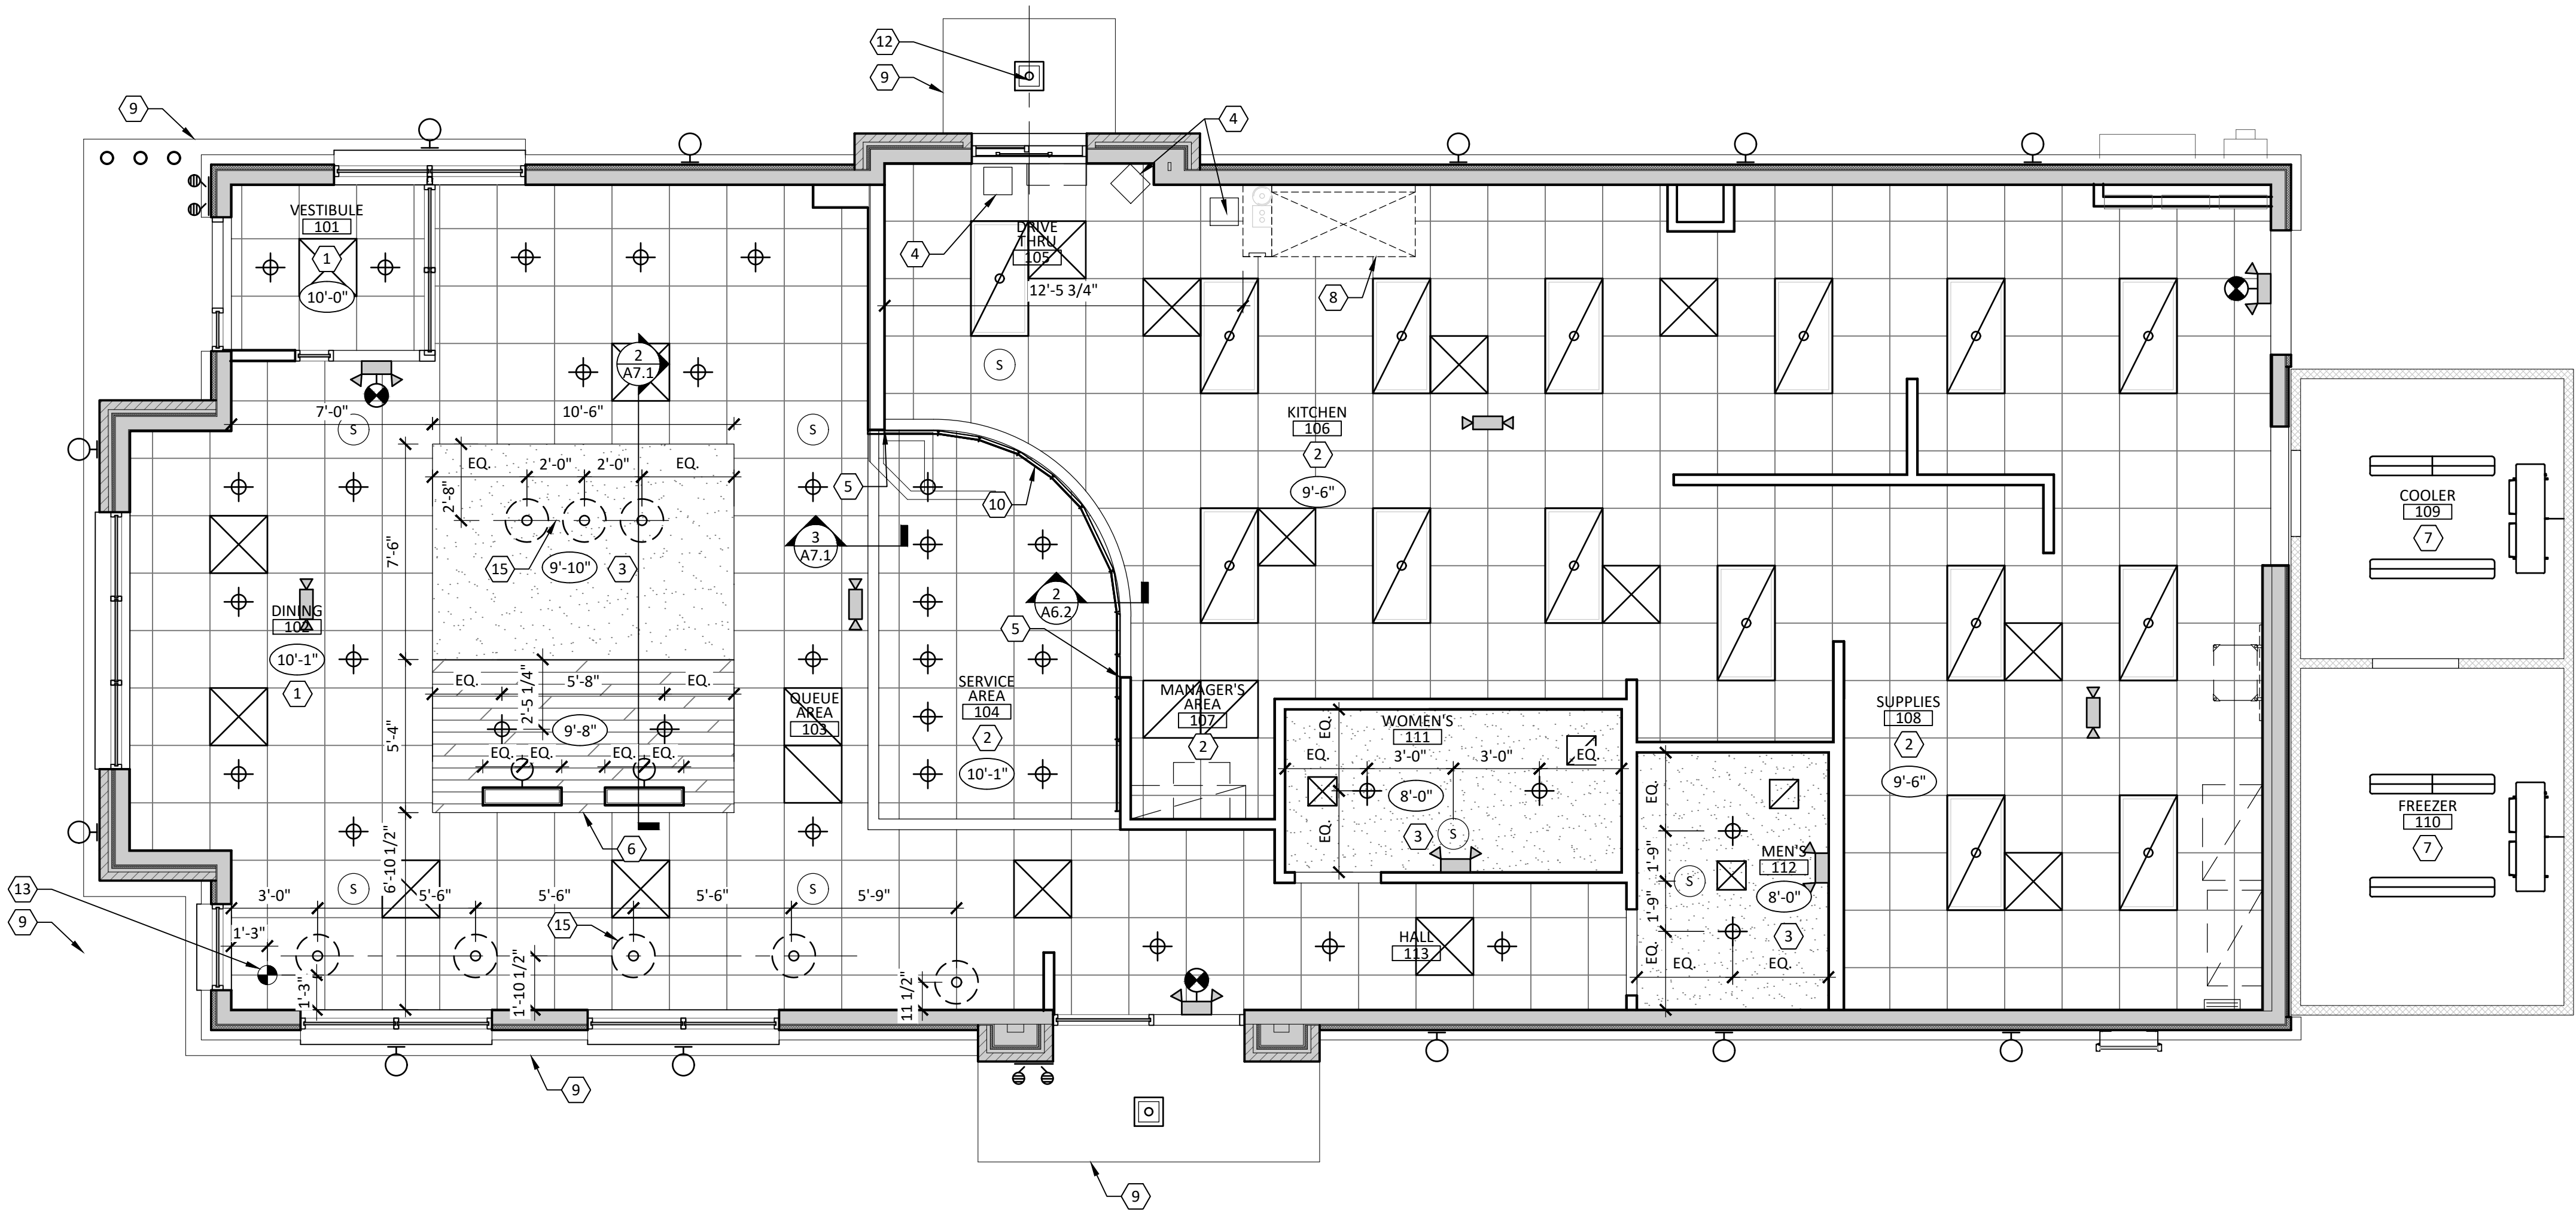 12
9
9
4
VESTIBULE
101
1
10'-0"
DRIVE
THRU
105
4
12'-5 3/4"
8
2
A7.1
S
7'-0"
10'-6"
S
S
KITCHEN
106
2
9'-6"
EQ.
2'-0"
2'-0"
EQ.
2'-8"
5
10
COOLER
109
7
3
A7.1
7'-6"
15
9'-10"
3
2
A6.2
5
DINING
102
10'-1"
1
EQ.
5'-8"
EQ.
2'-5 1/4"
9'-8"
QUEUE
AREA
103
SERVICE
AREA
104
2
10'-1"
MANAGER'S
AREA
107
2
WOMEN'S
111
EQ.
EQ.
3'-0"
3'-0"
EQ.
8'-0"
EQ.
3
S
SUPPLIES
108
2
9'-6"
5'-4"
EQ.
EQ.
EQ.
EQ.
6
FREEZER
110
7
EQ.
MEN'S
112
8'-0"
1'-9"
S
1'-9"
3
EQ.
EQ.
EQ.
13
9
S
S
3'-0"
6'-10 1/2"
5'-6"
5'-6"
5'-6"
5'-9"
15
1'-3"
1'-3"
1'-10 1/2"
11 1/2"
HALL
113
9
9